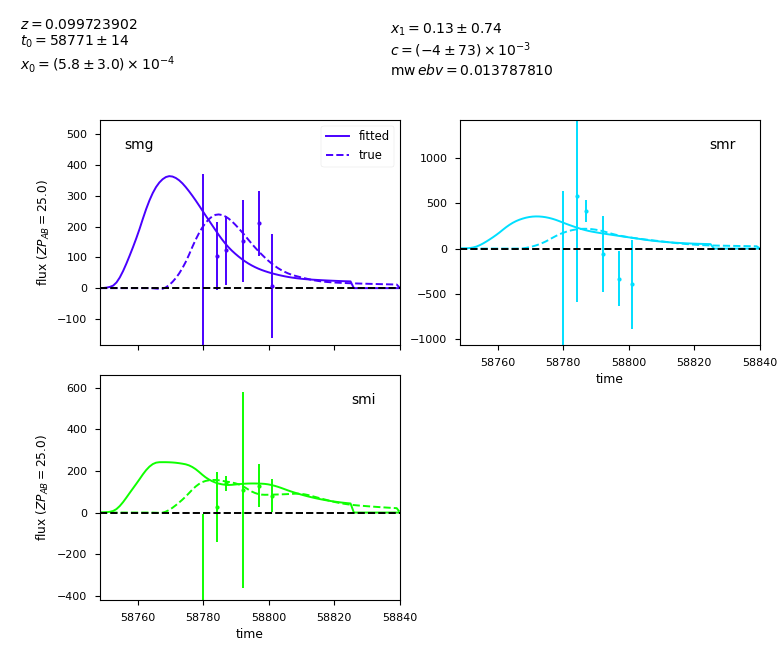 z = 0.099723902
t₀ = 58771 ± 14
x₀ = (5.8 ± 3.0) × 10⁻⁴
x₁ = 0.13 ± 0.74
c = (−4 ± 73) × 10⁻³
mw ebv = 0.013787810
smg
fitted
true
flux (ZP_AB = 25.0)
500
400
300
200
100
0
−100
smr
1000
500
0
−500
−1000
58760 58780 58800 58820 58840
time
smi
flux (ZP_AB = 25.0)
600
400
200
0
−200
−400
58760 58780 58800 58820 58840
time